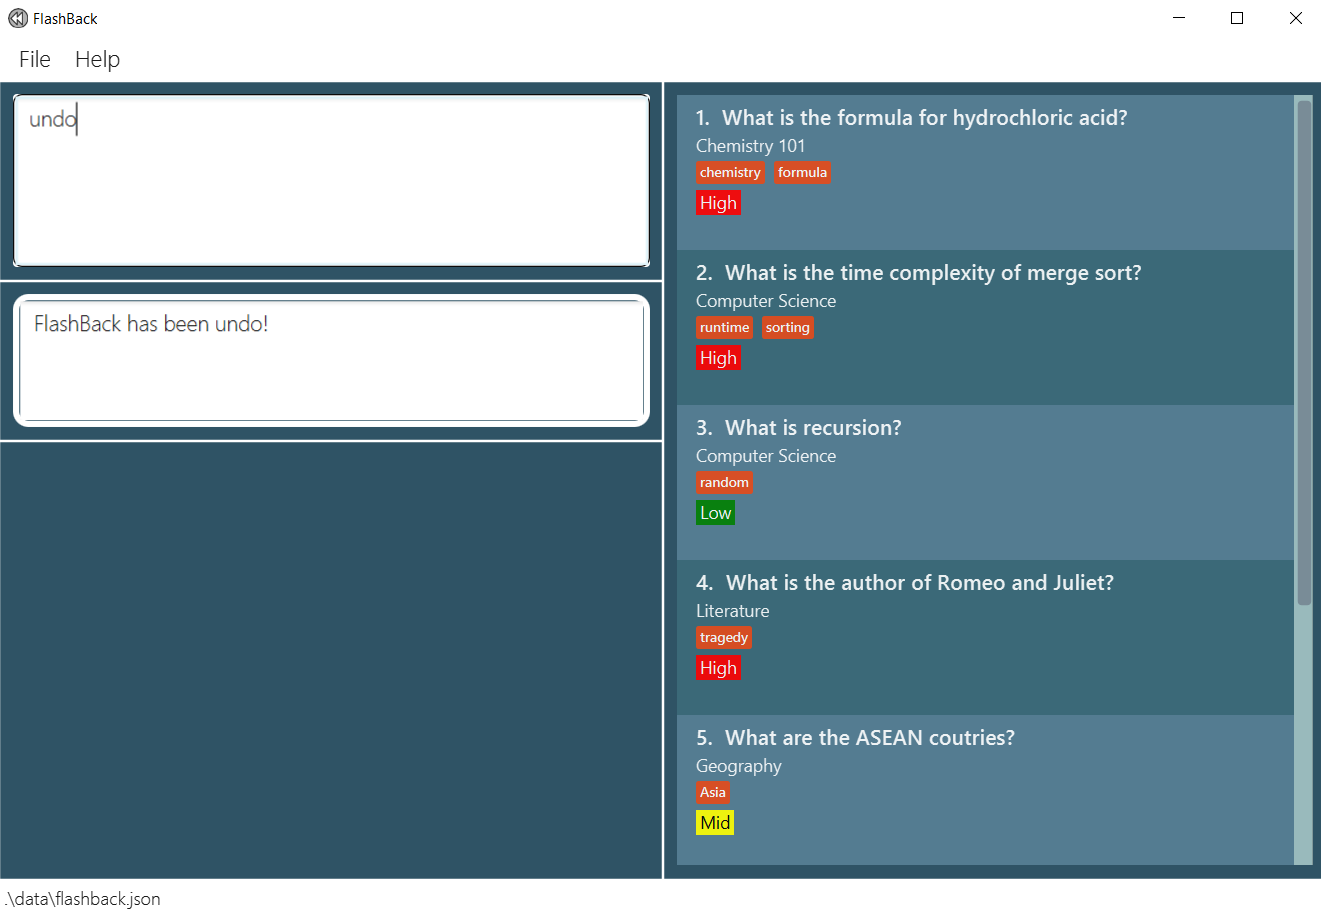 FlashBack
File Help
undo
FlashBack has been undo!
1. What is the formula for hydrochloric acid?
Chemistry 101
chemistry formula
High
2. What is the time complexity of merge sort?
Computer Science
runtime sorting
High
3. What is recursion?
Computer Science
random
Low
4. What is the author of Romeo and Juliet?
Literature
tragedy
High
5. What are the ASEAN coutries?
Geography
Asia
Mid
.\data\flashback.json